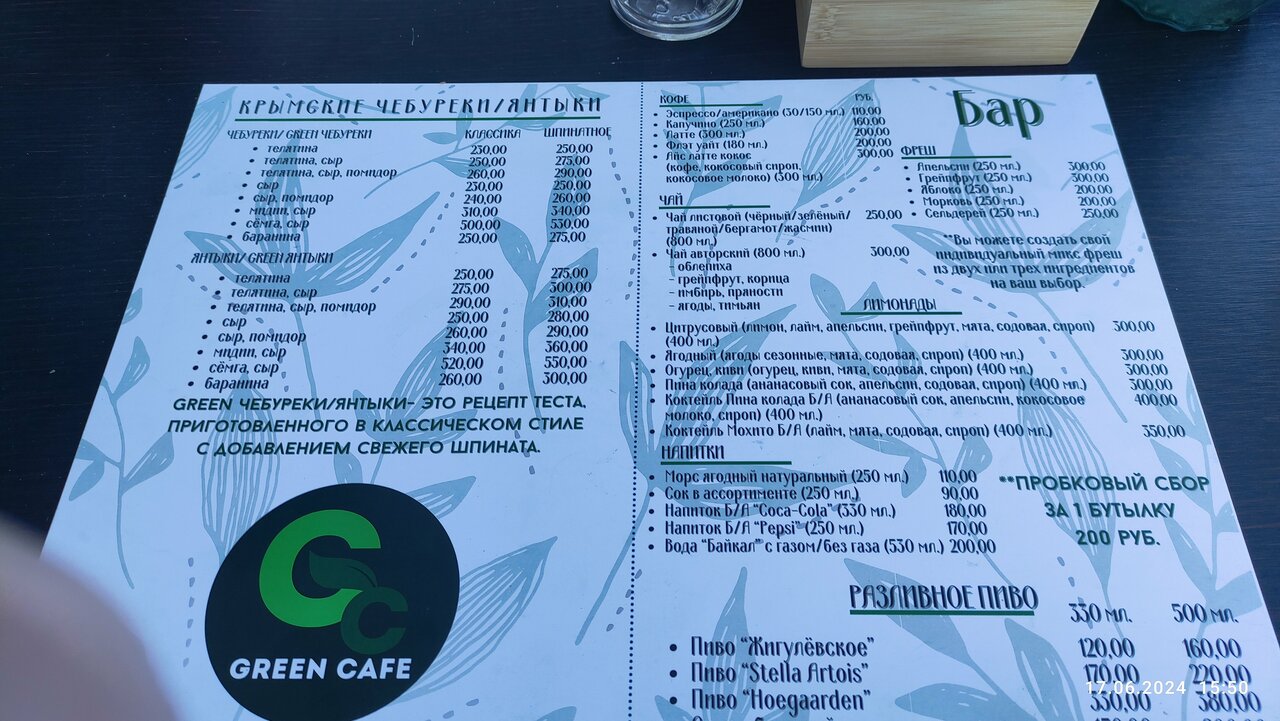 КРЫМСКИЕ ЧЕБУРЕКИ/ЯНТЫКИ
ЧЕБУРЕКИ/ GREEN ЧЕБУРЕКИ КЛАССИКА ШПИНАТНОЕ
• телятина 230,00 250,00
• телятина, сыр 250,00 275,00
• телятина, сыр, помидор 260,00 290,00
• сыр 230,00 250,00
• сыр, помидор 240,00 260,00
• мидии, сыр 310,00 340,00
• сёмга, сыр 500,00 530,00
• баранина 250,00 275,00
ЯНТЫКИ/ GREEN ЯНТЫКИ
• телятина 250,00 275,00
• телятина, сыр 275,00 300,00
• телятина, сыр, помидор 290,00 310,00
• сыр 250,00 280,00
• сыр, помидор 260,00 290,00
• мидии, сыр 340,00 360,00
• сёмга, сыр 520,00 550,00
• баранина 260,00 300,00
GREEN ЧЕБУРЕКИ/ЯНТЫКИ- ЭТО РЕЦЕПТ ТЕСТА,
ПРИГОТОВЛЕННОГО В КЛАССИЧЕСКОМ СТИЛЕ
С ДОБАВЛЕНИЕМ СВЕЖЕГО ШПИНАТА.
GC
GREEN CAFE
Бар
КОФЕ РУБ.
• Эспрессо/американо (30/150 мл.) 110,00
• Капучино (250 мл.) 160,00
• Латте (300 мл.) 200,00
• Флэт уайт (180 мл.) 200,00
• Айс латте кокос 300,00
(кофе, кокосовый сироп,
кокосовое молоко) (300 мл.)
ФРЕШ
• Апельсин (250 мл.) 300,00
• Грейпфрут (250 мл.) 300,00
• Яблоко (250 мл.) 200,00
• Морковь (250 мл.) 200,00
• Сельдерей (250 мл.) 250,00
**Вы можете создать свой
индивидуальный микс фреш
из двух или трех ингредиентов
на ваш выбор.
ЧАЙ
• Чай листовой (чёрный/зелёный/ 250,00
травяной/бергамот/жасмин)
(800 мл.)
• Чай авторский (800 мл.) 300,00
- облепиха
- грейпфрут, корица
- имбирь, пряности
- ягоды, тимьян
ЛИМОНАДЫ
• Цитрусовый (лимон, лайм, апельсин, грейпфрут, мята, содовая, сироп) 300,00
(400 мл.)
• Ягодный (ягоды сезонные, мята, содовая, сироп) (400 мл.) 300,00
• Огурец, киви (огурец, киви, мята, содовая, сироп) (400 мл.) 300,00
• Пина колада (ананасовый сок, апельсин, содовая, сироп) (400 мл.) 300,00
• Коктейль Пина колада Б/А (ананасовый сок, апельсин, кокосовое 400,00
молоко, сироп) (400 мл.)
• Коктейль Мохито Б/А (лайм, мята, содовая, сироп) (400 мл.) 350,00
НАПИТКИ
• Морс ягодный натуральный (250 мл.) 110,00
• Сок в ассортименте (250 мл.) 90,00
• Напиток Б/А "Coca-Cola" (330 мл.) 180,00
• Напиток Б/А "Pepsi" (250 мл.) 170,00
• Вода "Байкал" с газом/без газа (530 мл.) 200,00
**ПРОБКОВЫЙ СБОР
ЗА 1 БУТЫЛКУ
200 РУБ.
РАЗЛИВНОЕ ПИВО 330 мл. 500 мл.
• Пиво "Жигулёвское" 120,00 160,00
• Пиво "Stella Artois" 170,00 220,00
• Пиво "Hoegaarden" 330,00 380,00
17.06.2024 15:50